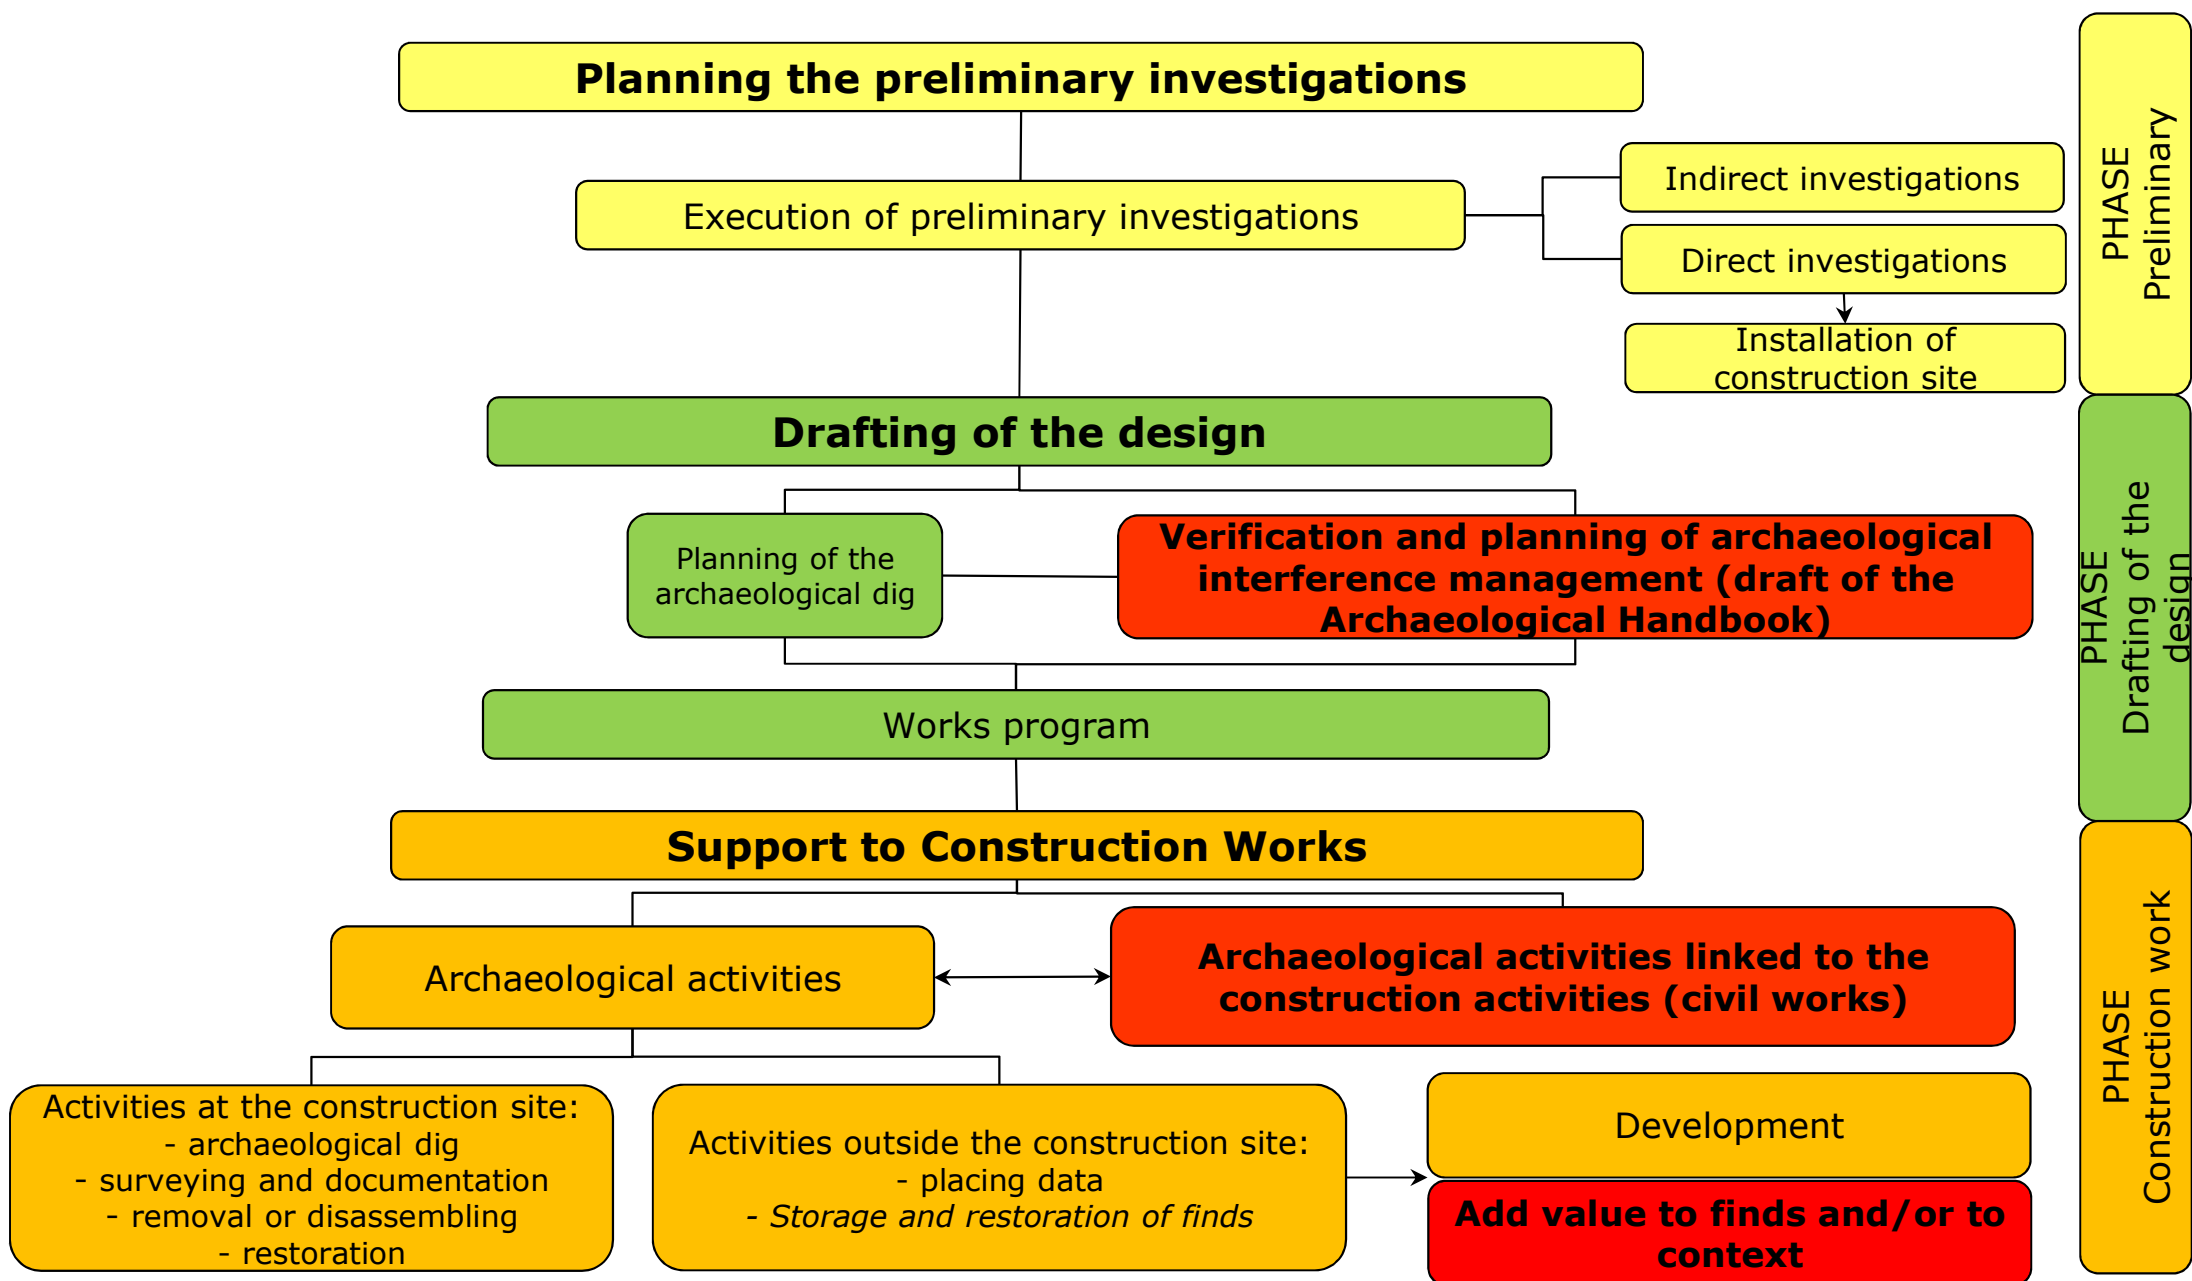 Planning the preliminary investigations
Execution of preliminary investigations
Indirect investigations
Direct investigations
Installation of
construction site
PHASE
Preliminary
Drafting of the design
Planning of the
archaeological dig
Verification and planning of archaeological
interference management (draft of the
Archaeological Handbook)
Works program
PHASE
Drafting of the
design
Support to Construction Works
Archaeological activities
Archaeological activities linked to the
construction activities (civil works)
Activities at the construction site:
- archaeological dig
- surveying and documentation
- removal or disassembling
- restoration
Activities outside the construction site:
- placing data
- Storage and restoration of finds
Development
Add value to finds and/or to
context
PHASE
Construction work